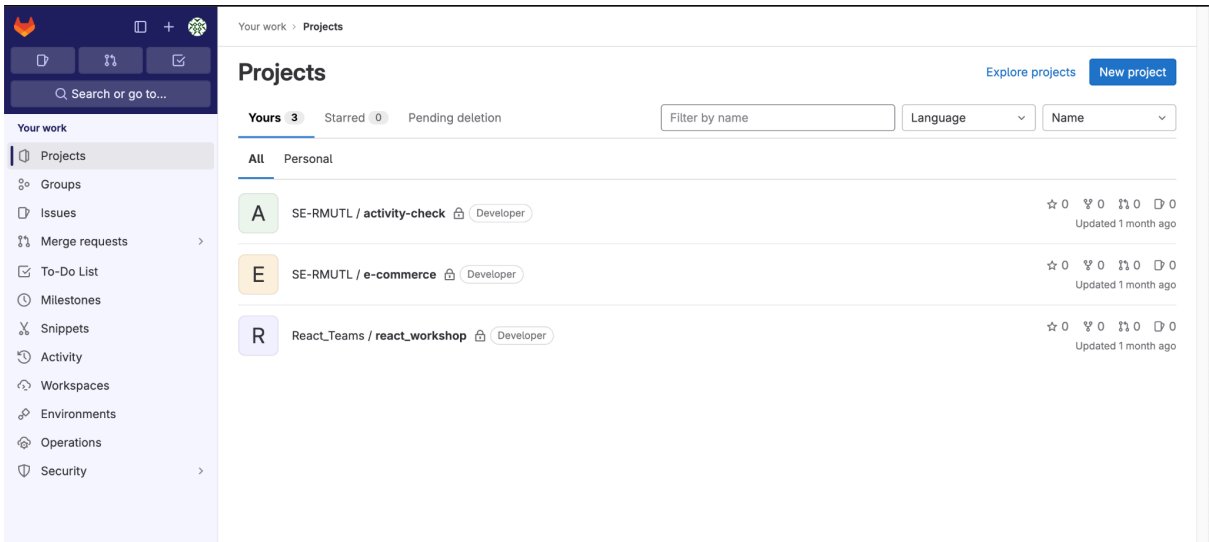 Your work > Projects
Search or go to...
Your work
Projects
Groups
Issues
Merge requests
To-Do List
Milestones
Snippets
Activity
Workspaces
Environments
Operations
Security
Projects
Explore projects New project
Yours 3 Starred 0 Pending deletion Filter by name Language Name
All Personal
A SE-RMUTL / activity-check Developer 0 0 0 0
Updated 1 month ago
E SE-RMUTL / e-commerce Developer 0 0 0 0
Updated 1 month ago
R React_Teams / react_workshop Developer 0 0 0 0
Updated 1 month ago